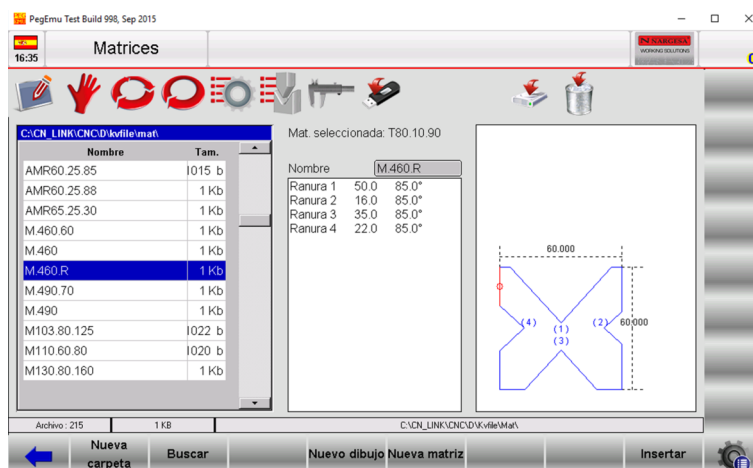 PegEmu Test Build 998, Sep 2015
16:35
Matrices
NARGESA
WORKING SOLUTIONS
C:\CN_LINK\CNC\D\kvfile\mat\
Nombre Tam.
AMR60.25.85 1015 b
AMR60.25.88 1 Kb
AMR65.25.30 1 Kb
M.460.60 1 Kb
M.460 1 Kb
M.460.R 1 Kb
M.490.70 1 Kb
M.490 1 Kb
M103.80.125 1022 b
M110.60.80 1020 b
M130.80.160 1 Kb
Mat. seleccionada: T80.10.90
Nombre M.460.R
Ranura 1 50.0 85.0°
Ranura 2 16.0 85.0°
Ranura 3 35.0 85.0°
Ranura 4 22.0 85.0°
60.000
(4) (1) (2) 60.000
(3)
Archivo : 215 1 KB C:\CN_LINK\CNC\D\Kvfile\Mat\
Nueva carpeta
Buscar
Nuevo dibujo
Nueva matriz
Insertar